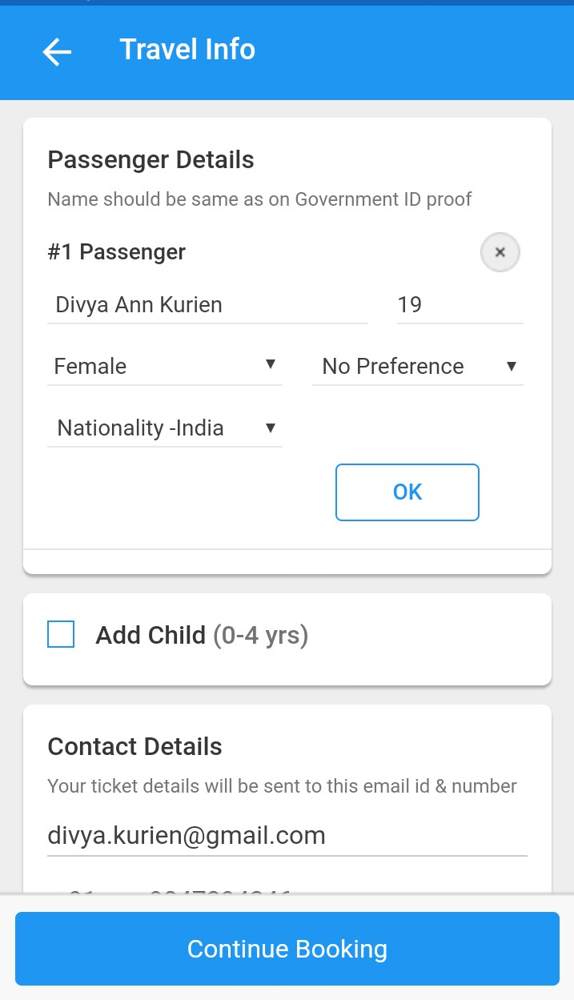 Travel Info
Passenger Details
Name should be same as on Government ID proof
#1 Passenger
Divya Ann Kurien 19
Female No Preference
Nationality -India
OK
Add Child (0-4 yrs)
Contact Details
Your ticket details will be sent to this email id & number
divya.kurien@gmail.com
Continue Booking